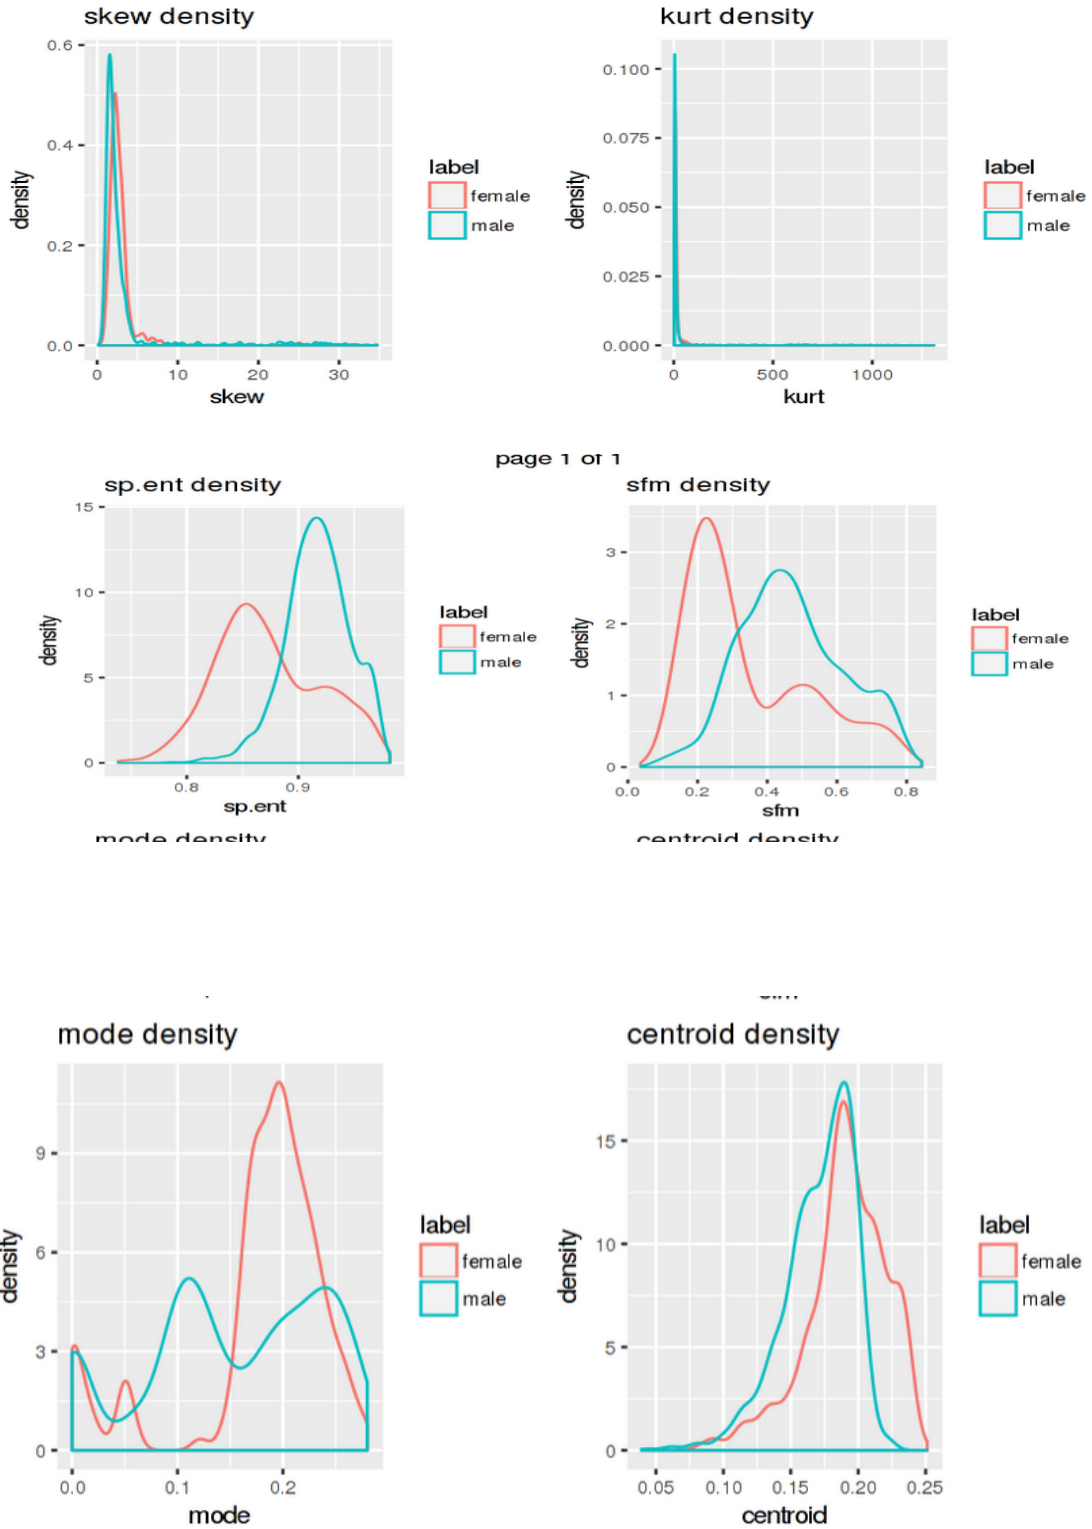 skew density
kurt density
0.6
0.4
0.2
0.0
density
0 10 20 30
skew
label
female
male
0.100
0.075
0.050
0.025
0.000
density
0 500 1000
kurt
label
female
male
page 1 of 1
sp.ent density
sfm density
15
10
5
0
density
0.8 0.9
sp.ent
label
female
male
3
2
1
0
density
0.0 0.2 0.4 0.6 0.8
sfm
label
female
male
mode density
centroid density
sfm
mode density
centroid density
9
6
3
0
density
0.0 0.1 0.2
mode
label
female
male
15
10
5
0
density
0.05 0.10 0.15 0.20 0.25
centroid
label
female
male